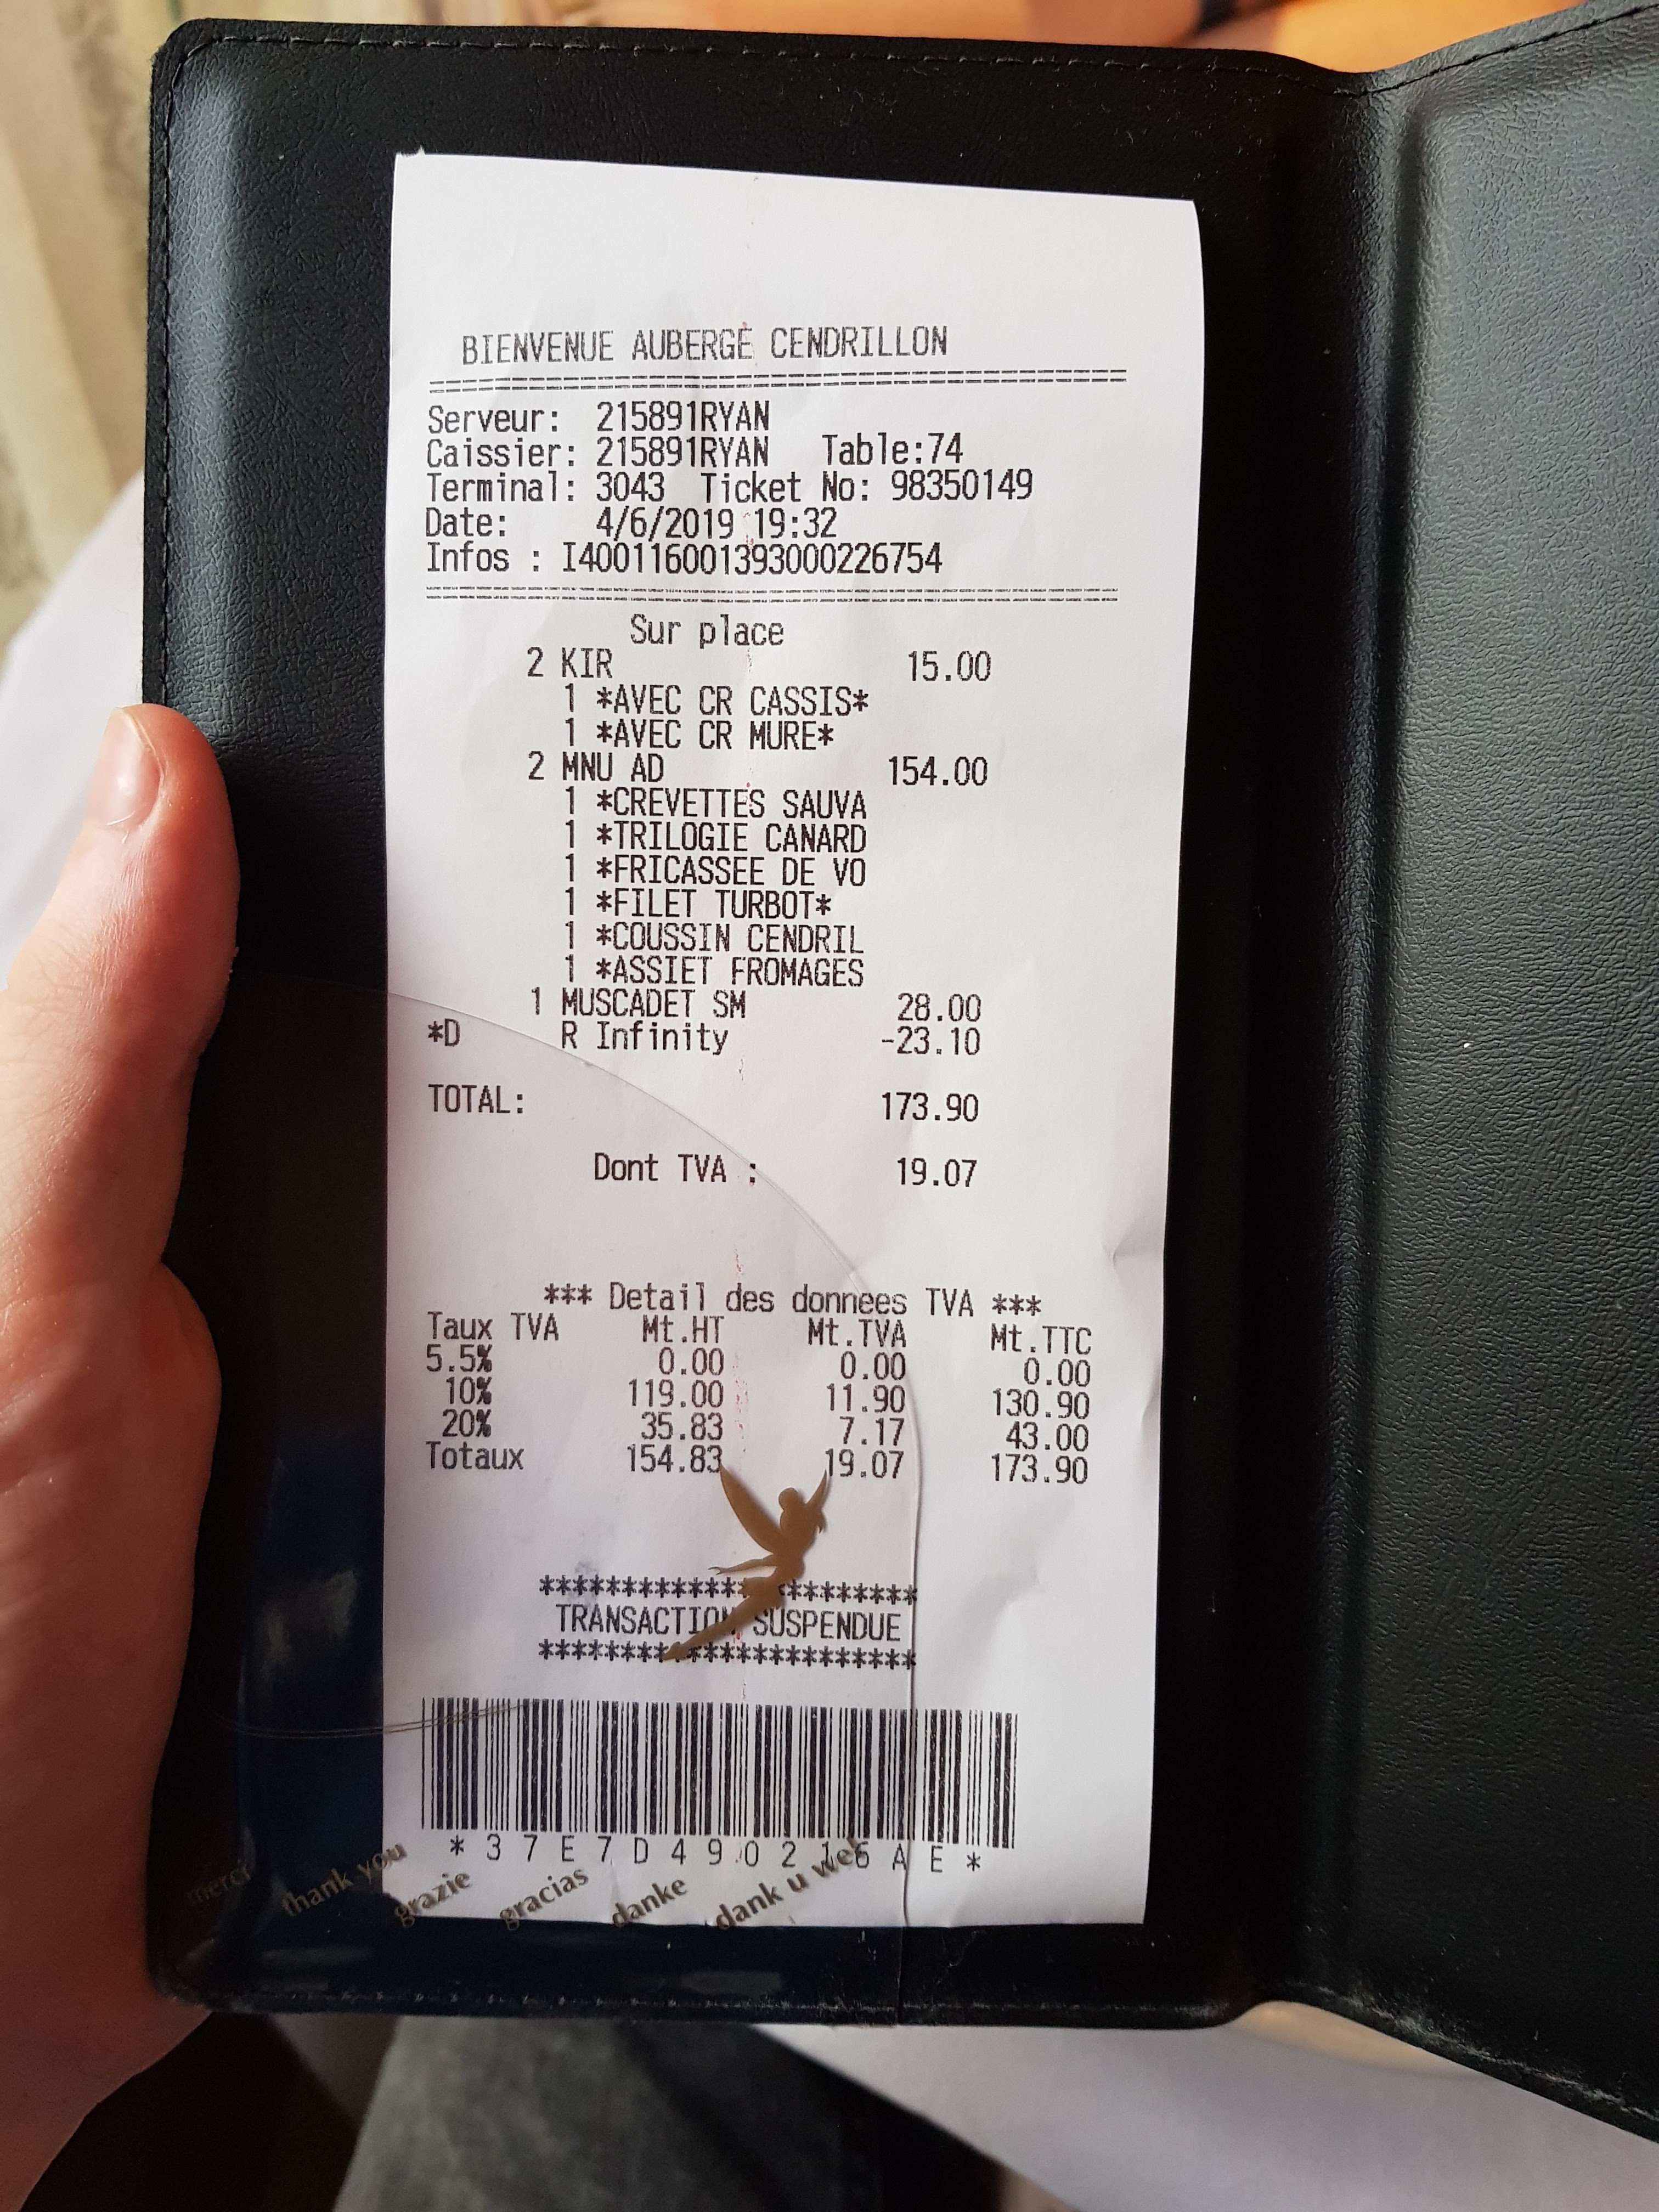 BIENVENUE AUBERGE CENDRILLON
Serveur: 215891RYAN
Caissier: 215891RYAN Table:74
Terminal: 3043 Ticket No: 98350149
Date: 4/6/2019 19:32
Infos : I400116001393000226754
Sur place
2 KIR 15.00
1 *AVEC CR CASSIS*
1 *AVEC CR MURE*
2 MNU AD 154.00
1 *CREVETTES SAUVA
1 *TRILOGIE CANARD
1 *FRICASSEE DE VO
1 *FILET TURBOT*
1 *COUSSIN CENDRIL
1 *ASSIET FROMAGES
1 MUSCADET SM 28.00
*D R Infinity -23.10
TOTAL: 173.90
Dont TVA : 19.07
*** Detail des donnees TVA ***
Taux TVA Mt.HT Mt.TVA Mt.TTC
5.5% 0.00 0.00 0.00
10% 119.00 11.90 130.90
20% 35.83 7.17 43.00
Totaux 154.83 19.07 173.90
**********************
TRANSACTION SUSPENDUE
**********************
*37E7D490216AE*
merci thank you grazie gracias danke dank u wel